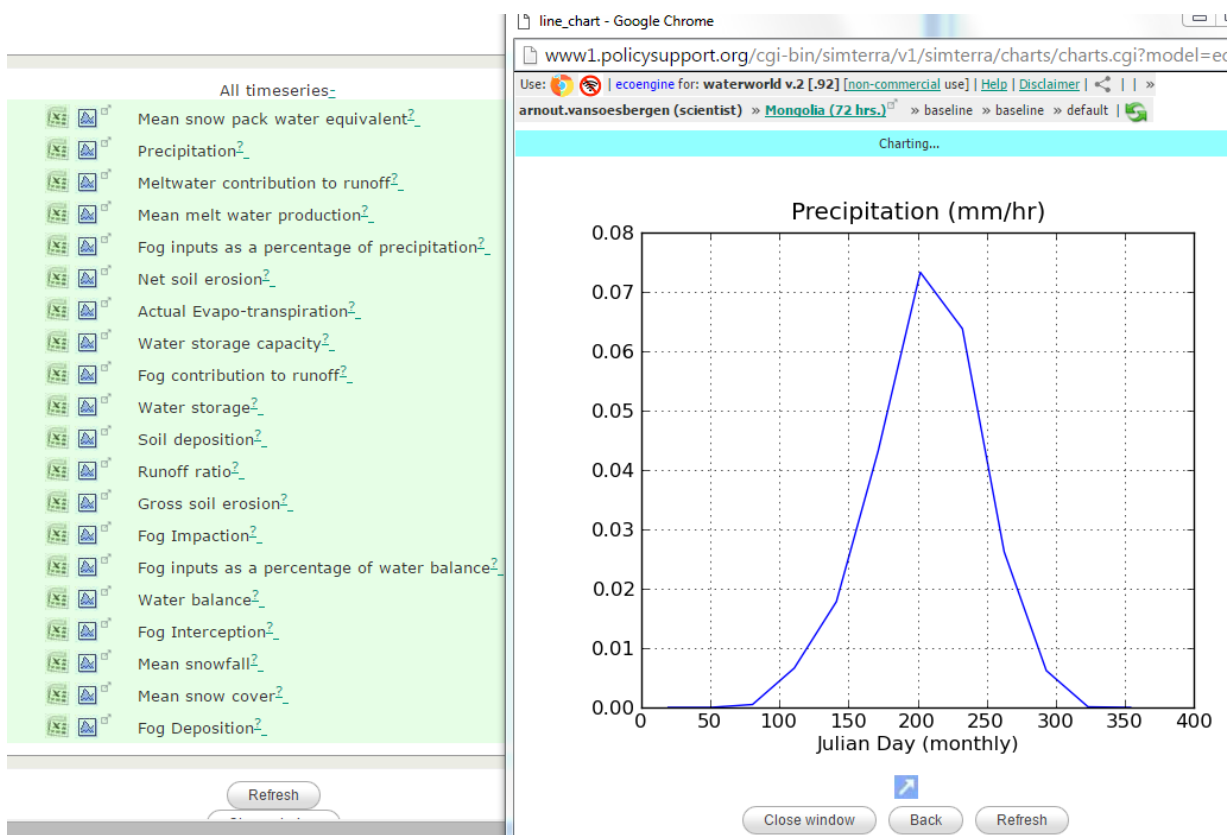 All timeseries-
Mean snow pack water equivalent?
Precipitation?
Meltwater contribution to runoff?
Mean melt water production?
Fog inputs as a percentage of precipitation?
Net soil erosion?
Actual Evapo-transpiration?
Water storage capacity?
Fog contribution to runoff?
Water storage?
Soil deposition?
Runoff ratio?
Gross soil erosion?
Fog Impaction?
Fog inputs as a percentage of water balance?
Water balance?
Fog Interception?
Mean snowfall?
Mean snow cover?
Fog Deposition?
Refresh
line_chart - Google Chrome
www1.policysupport.org/cgi-bin/simterra/v1/simterra/charts/charts.cgi?model=ec
Use: | ecoengine for: waterworld v.2 [.92] [non-commercial use] | Help | Disclaimer | | | »
arnout.vansoesbergen (scientist) » Mongolia (72 hrs.) » baseline » baseline » default |
Charting...
Precipitation (mm/hr)
0.08
0.07
0.06
0.05
0.04
0.03
0.02
0.01
0.00
0 50 100 150 200 250 300 350 400
Julian Day (monthly)
Close window Back Refresh